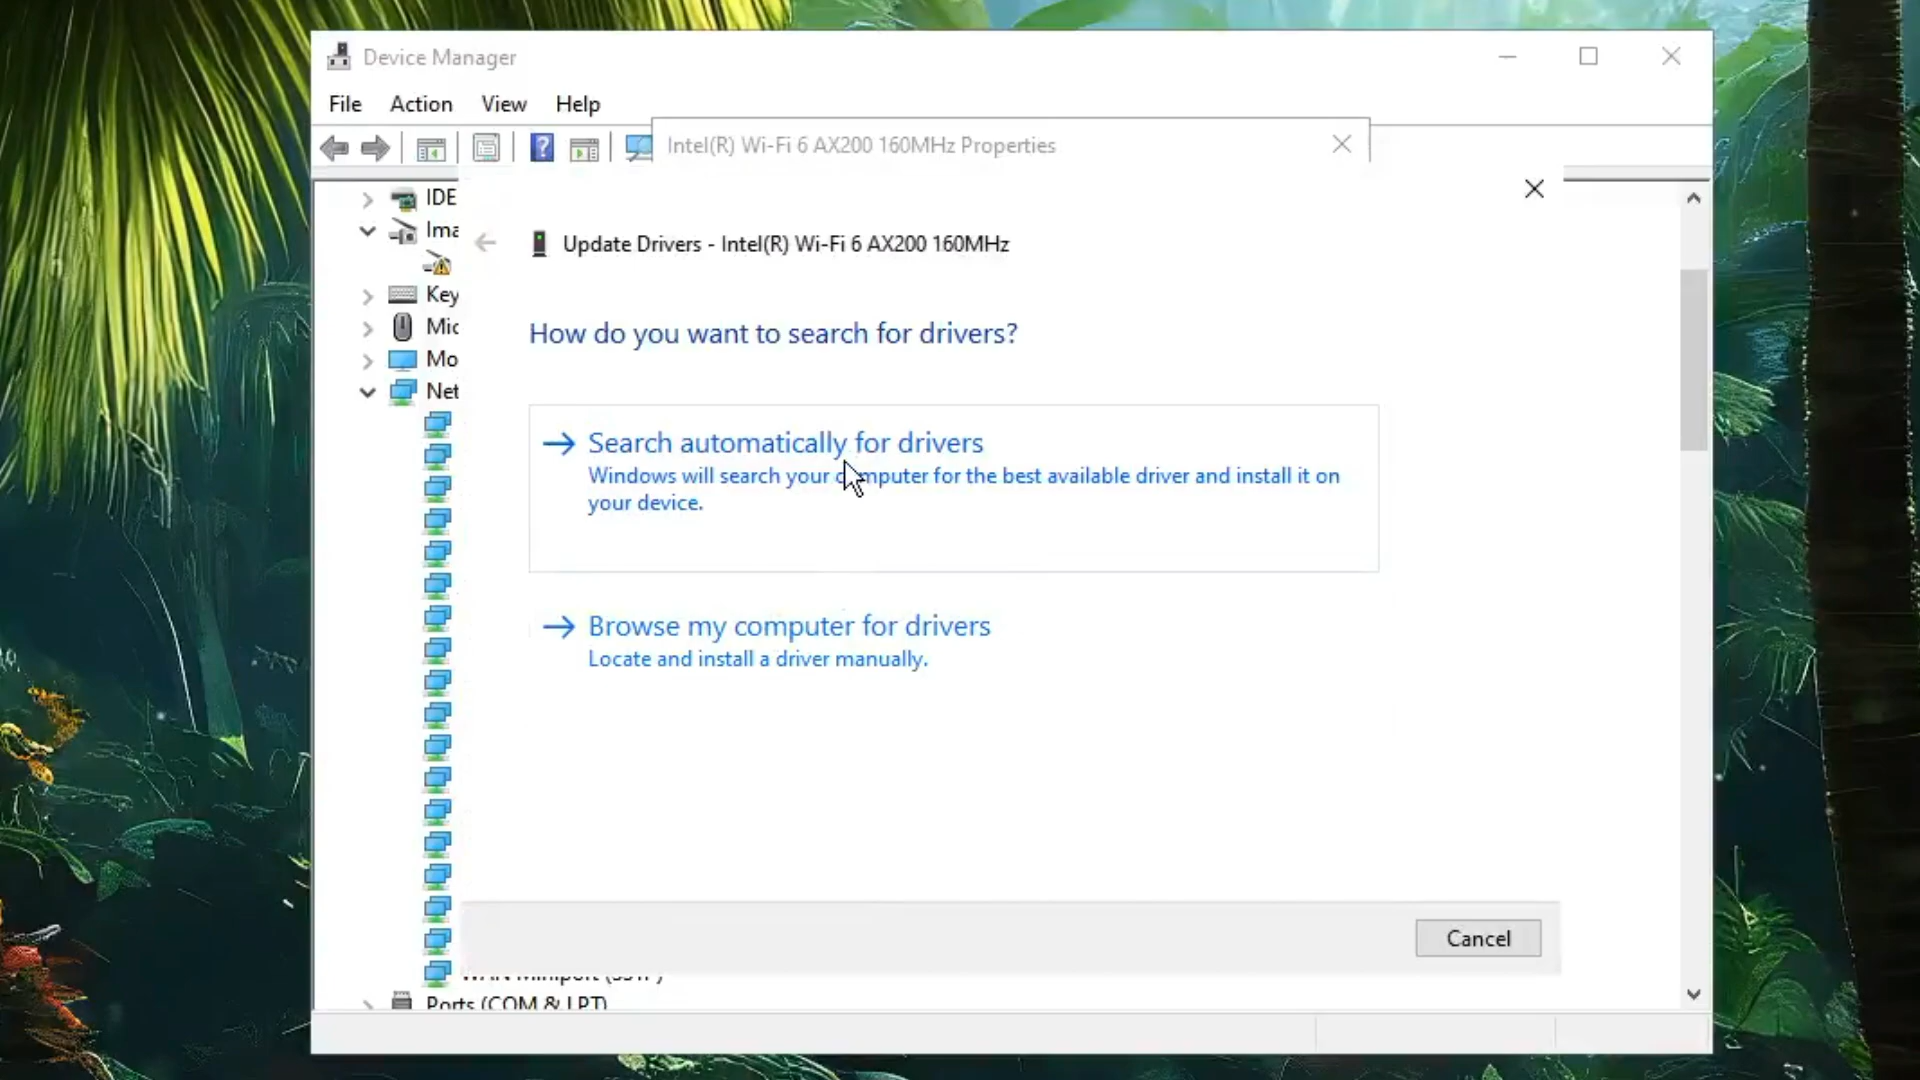 Device Manager
File Action View Help
Intel(R) Wi-Fi 6 AX200 160MHz Properties
IDE
Ima
Update Drivers - Intel(R) Wi-Fi 6 AX200 160MHz
Key
Mic
How do you want to search for drivers?
Mo
Net
Search automatically for drivers
Windows will search your computer for the best available driver and install it on
your device.
Browse my computer for drivers
Locate and install a driver manually.
Cancel
WAN Miniport (SSTP)
Ports (COM & LPT)